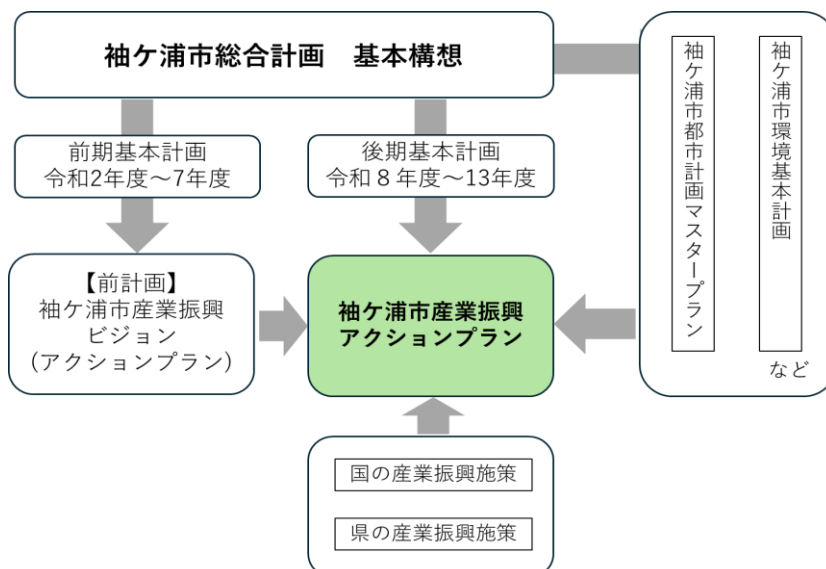 袖ケ浦市総合計画　基本構想
前期基本計画
令和2年度～7年度
後期基本計画
令和８年度～13年度
【前計画】
袖ケ浦市産業振興
ビジョン
(アクションプラン)
袖ケ浦市産業振興
アクションプラン
袖ケ浦市都市計画マスタープラン
袖ケ浦市環境基本計画
など
国の産業振興施策
県の産業振興施策